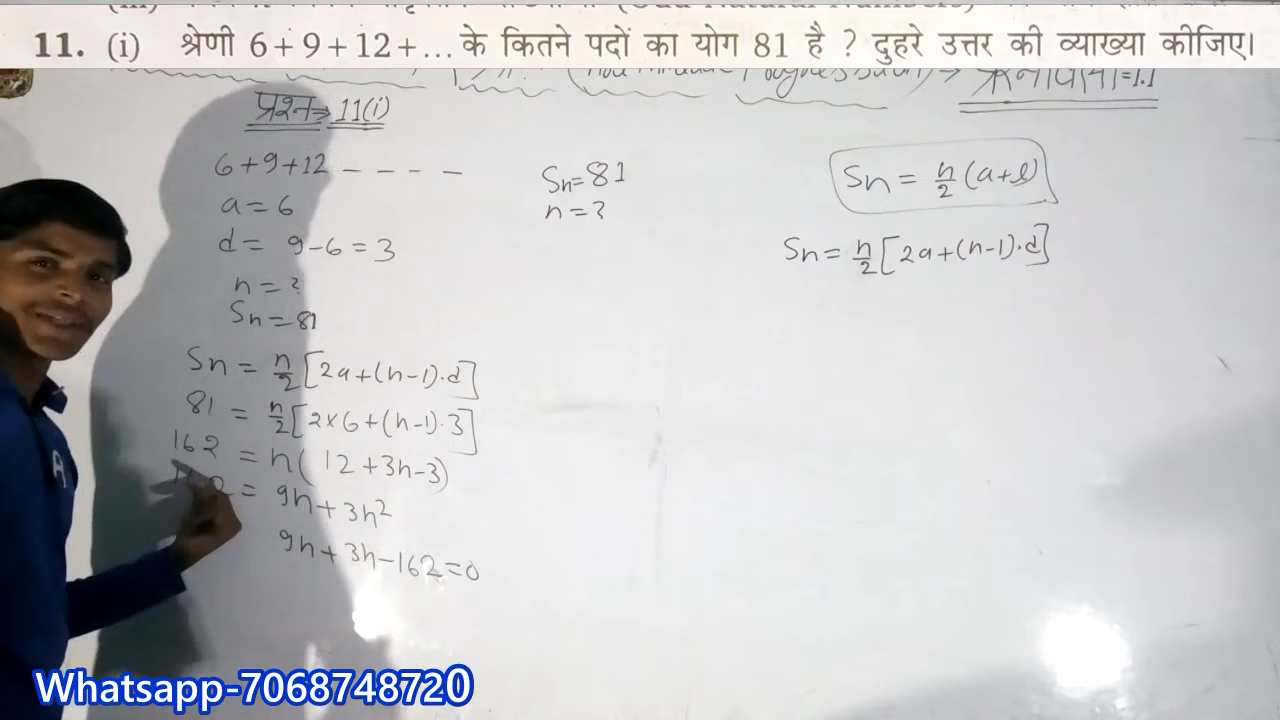 11. (i) श्रेणी 6 + 9 + 12 + ... के कितने पदों का योग 81 है ? दुहरे उत्तर की व्याख्या कीजिए।
प्रश्न→ 11(i)
6+9+12 – – – –
a = 6
d = 9-6 = 3
n = ?
Sn = 81
Sn = n/2 [2a+(n-1).d]
81 = n/2 [2×6+(n-1).3]
162 = n( 12 +3n-3)
= 9n + 3n²
9n + 3n - 162 = 0
Sn = 81
n = ?
Sn = n/2 (a+l)
Sn = n/2 [2a+(n-1).d]
A
Whatsapp-7068748720